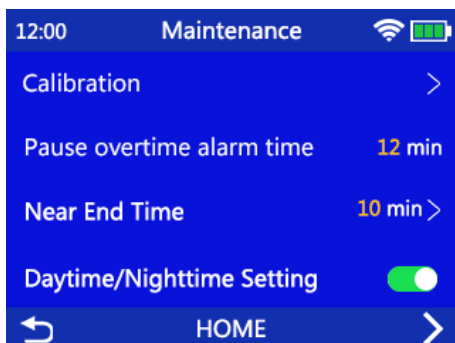 12:00 Maintenance
Calibration
Pause overtime alarm time 12 min
Near End Time 10 min
Daytime/Nighttime Setting
HOME